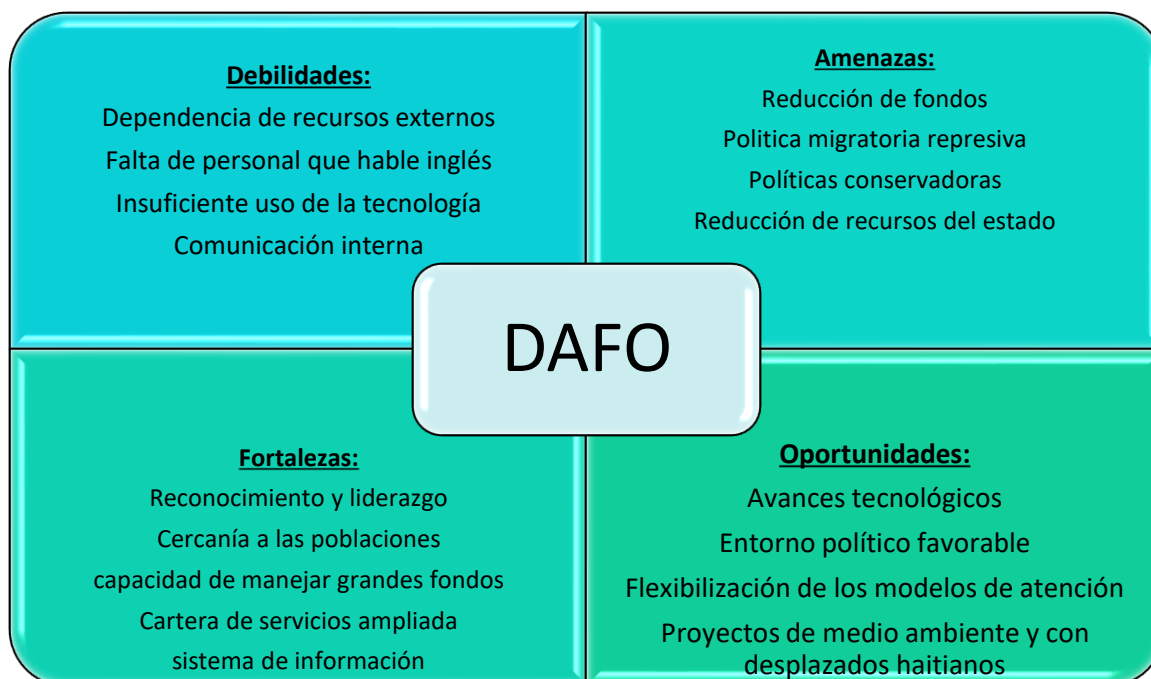 Debilidades:
Dependencia de recursos externos
Falta de personal que hable inglés
Insuficiente uso de la tecnología
Comunicación interna
Amenazas:
Reducción de fondos
Politica migratoria represiva
Políticas conservadoras
Reducción de recursos del estado
DAFO
Fortalezas:
Reconocimiento y liderazgo
Cercanía a las poblaciones
capacidad de manejar grandes fondos
Cartera de servicios ampliada
sistema de información
Oportunidades:
Avances tecnológicos
Entorno político favorable
Flexibilización de los modelos de atención
Proyectos de medio ambiente y con
desplazados haitianos